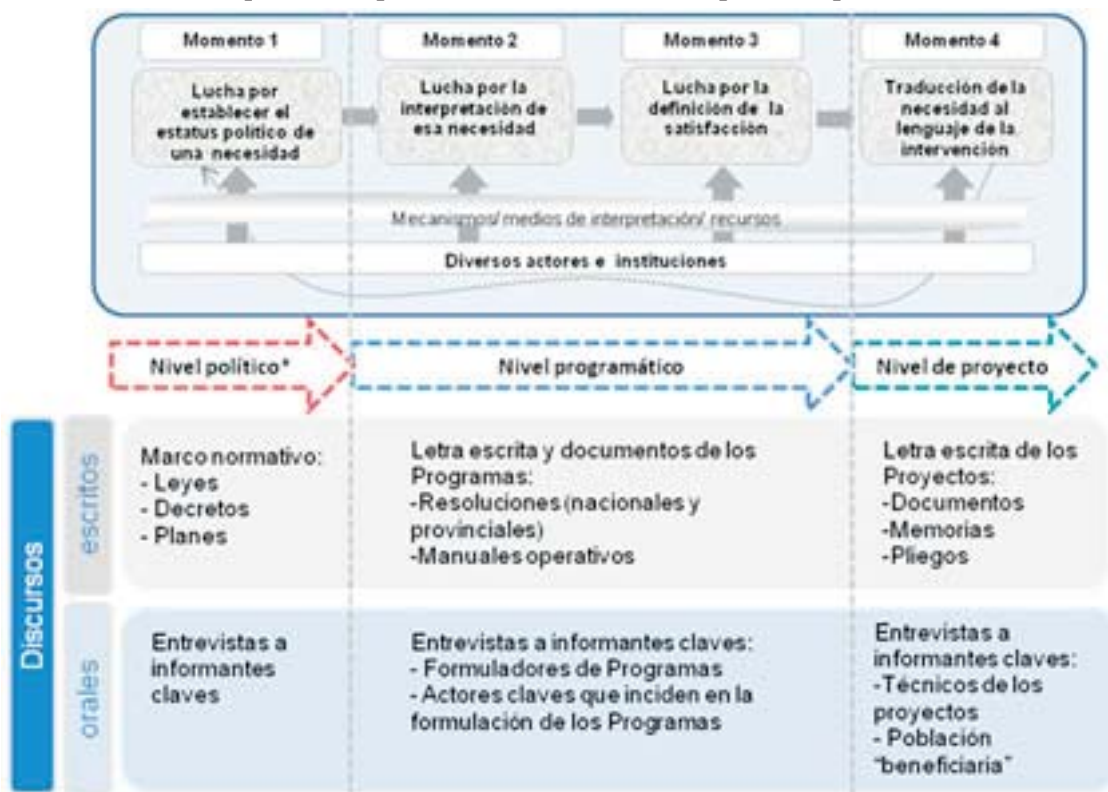 Momento 1
Momento 2
Momento 3
Momento 4
Lucha por
establecer el
estatus político de
una necesidad
Lucha por la
interpretación de
esa necesidad
Lucha por la
definición de la
satisfacción
Traducción de la
necesidad al
lenguaje de la
intervención
Mecanismos/ medios de interpretación/ recursos
Diversos actores e instituciones
Nivel político*
Nivel programático
Nivel de proyecto
Discursos
escritos
Marco normativo:
- Leyes
- Decretos
- Planes
Letra escrita y documentos de los
Programas:
-Resoluciones (nacionales y
provinciales)
-Manuales operativos
Letra escrita de los
Proyectos:
-Documentos
-Memorias
-Pliegos
orales
Entrevistas a
informantes
claves
Entrevistas a informantes claves:
- Formuladores de Programas
- Actores claves que inciden en la
formulación de los Programas
Entrevistas a
informantes claves:
-Técnicos de los
proyectos
- Población
"beneficiaria"